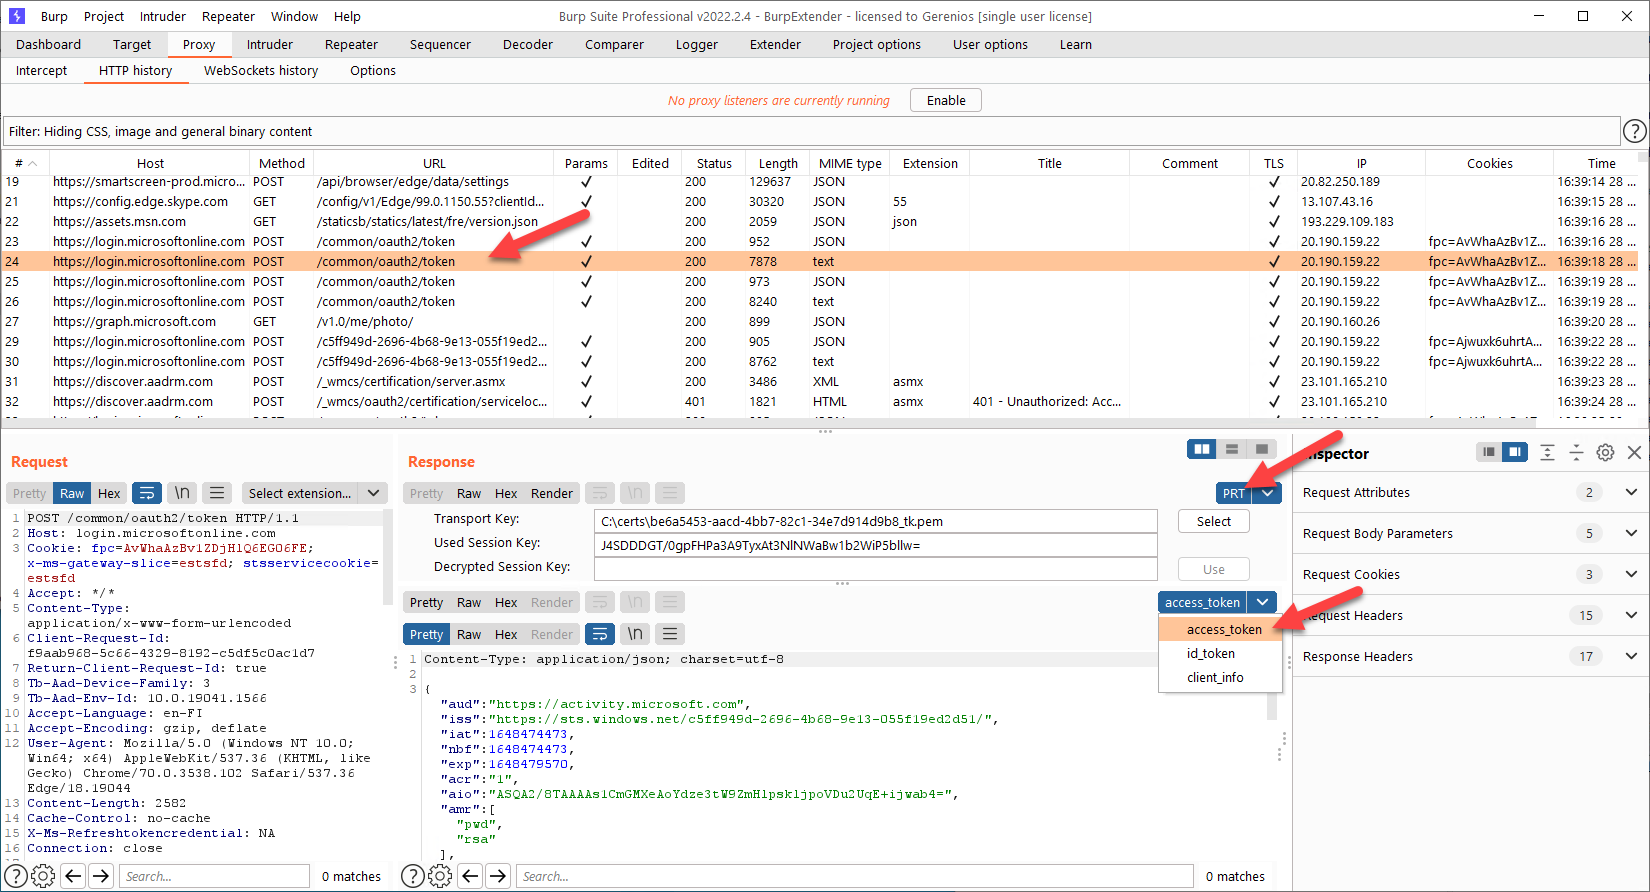 Burp Project Intruder Repeater Window Help Burp Suite Professional v2022.2.4 - BurpExtender - licensed to Gerenios [single user license]
Dashboard Target Proxy Intruder Repeater Sequencer Decoder Comparer Logger Extender Project options User options Learn
Intercept HTTP history WebSockets history Options
No proxy listeners are currently running Enable
Filter: Hiding CSS, image and general binary content ?
# Host Method URL Params Edited Status Length MIME type Extension Title Comment TLS IP Cookies Time
19 https://smartscreen-prod.micro... POST /api/browser/edge/data/settings ✓ 200 129637 JSON ✓ 20.82.250.189 16:39:14 28 ...
21 https://config.edge.skype.com GET /config/v1/Edge/99.0.1150.55?clientId... ✓ 200 30320 JSON 55 ✓ 13.107.43.16 16:39:15 28 ...
22 https://assets.msn.com GET /staticsb/statics/latest/fre/version.json 200 2059 JSON json ✓ 193.229.109.183 16:39:16 28 ...
23 https://login.microsoftonline.com POST /common/oauth2/token ✓ 200 952 JSON ✓ 20.190.159.22 fpc=AvWhaAzBv1Z... 16:39:16 28 ...
24 https://login.microsoftonline.com POST /common/oauth2/token ✓ 200 7878 text ✓ 20.190.159.22 fpc=AvWhaAzBv1Z... 16:39:18 28 ...
25 https://login.microsoftonline.com POST /common/oauth2/token ✓ 200 973 JSON ✓ 20.190.159.22 fpc=AvWhaAzBv1Z... 16:39:19 28 ...
26 https://login.microsoftonline.com POST /common/oauth2/token ✓ 200 8240 text ✓ 20.190.159.22 fpc=AvWhaAzBv1Z... 16:39:19 28 ...
27 https://graph.microsoft.com GET /v1.0/me/photo/ 200 899 JSON ✓ 20.190.160.26 16:39:20 28 ...
29 https://login.microsoftonline.com POST /c5ff949d-2696-4b68-9e13-055f19ed2... ✓ 200 905 JSON ✓ 20.190.159.22 fpc=Ajwuxk6uhrtA... 16:39:22 28 ...
30 https://login.microsoftonline.com POST /c5ff949d-2696-4b68-9e13-055f19ed2... ✓ 200 8762 text ✓ 20.190.159.22 fpc=Ajwuxk6uhrtA... 16:39:22 28 ...
31 https://discover.aadrm.com POST /_wmcs/certification/server.asmx ✓ 200 3486 XML asmx ✓ 23.101.165.210 16:39:23 28 ...
32 https://discover.aadrm.com POST /_wmcs/oauth2/certification/serviceloc... ✓ 401 1821 HTML asmx 401 - Unauthorized: Acc... ✓ 23.101.165.210 16:39:24 28 ...
Request
Pretty Raw Hex \n Select extension...
1 POST /common/oauth2/token HTTP/1.1
2 Host: login.microsoftonline.com
3 Cookie: fpc=AvWhaAzBv1ZDjHlQ6EGO6FE;
x-ms-gateway-slice=estsfd; stsservicecookie=
estsfd
4 Accept: */*
5 Content-Type:
application/x-www-form-urlencoded
6 Client-Request-Id:
f9aab968-5c66-4329-8192-c5df5c0ac1d7
7 Return-Client-Request-Id: true
8 Tb-Aad-Device-Family: 3
9 Tb-Aad-Env-Id: 10.0.19041.1566
10 Accept-Language: en-FI
11 Accept-Encoding: gzip, deflate
12 User-Agent: Mozilla/5.0 (Windows NT 10.0;
Win64; x64) AppleWebKit/537.36 (KHTML, like
Gecko) Chrome/70.0.3538.102 Safari/537.36
Edge/18.19044
13 Content-Length: 2582
14 Cache-Control: no-cache
15 X-Ms-Refreshtokencredential: NA
16 Connection: close
? Search... 0 matches
Response
Pretty Raw Hex Render \n PRT
Transport Key: C:\certs\be6a5453-aacd-4bb7-82c1-34e7d914d9b8_tk.pem Select
Used Session Key: J4SDDDGT/0gpFHPa3A9TyxAt3NlNWaBw1b2WiP5bllw=
Decrypted Session Key: Use
Pretty Raw Hex Render \n access_token
access_token
id_token
client_info
Pretty Raw Hex Render \n
1 Content-Type: application/json; charset=utf-8
2
3 {
"aud":"https://activity.microsoft.com",
"iss":"https://sts.windows.net/c5ff949d-2696-4b68-9e13-055f19ed2d51/",
"iat":1648474473,
"nbf":1648474473,
"exp":1648479570,
"acr":"1",
"aio":"ASQA2/8TAAAAs1CmGMXeAoYdze3tW9ZmHlpskljpoVDu2UqE+ijwab4=",
"amr":[
"pwd",
"rsa"
],
? Search... 0 matches
Inspector
Request Attributes 2
Request Body Parameters 5
Request Cookies 3
Request Headers 15
Response Headers 17